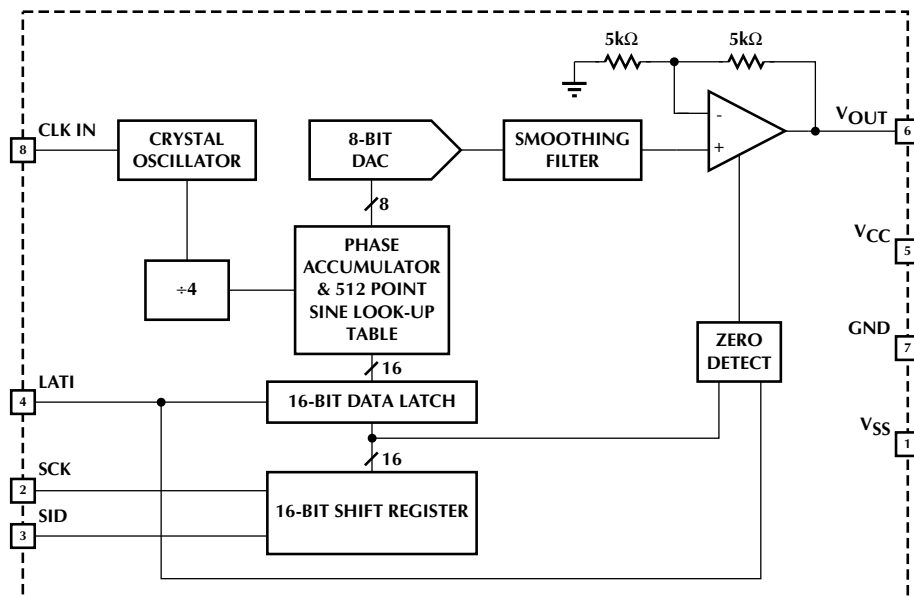 5kΩ
5kΩ
8
CLK IN
CRYSTAL
OSCILLATOR
8-BIT
DAC
SMOOTHING
FILTER
-
+
VOUT
6
8
÷4
PHASE
ACCUMULATOR
& 512 POINT
SINE LOOK-UP
TABLE
VCC
5
ZERO
DETECT
GND
7
16
LATI
4
16-BIT DATA LATCH
16
VSS
1
SCK
2
16-BIT SHIFT REGISTER
SID
3